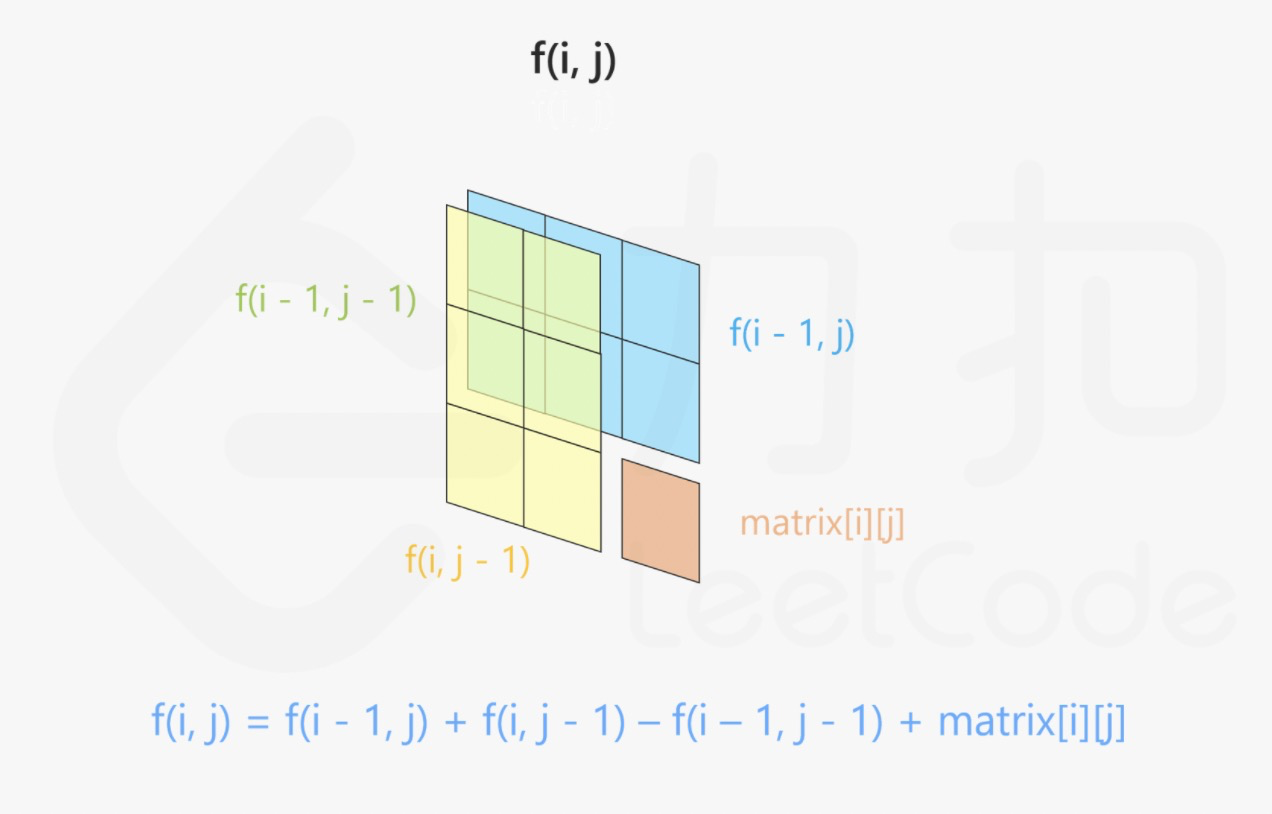 f(i, j)
f(i - 1, j - 1)
f(i - 1, j)
matrix[i][j]
f(i, j - 1)
力扣
LeetCode
f(i, j) = f(i - 1, j) + f(i, j - 1) – f(i – 1, j - 1) + matrix[i][j]